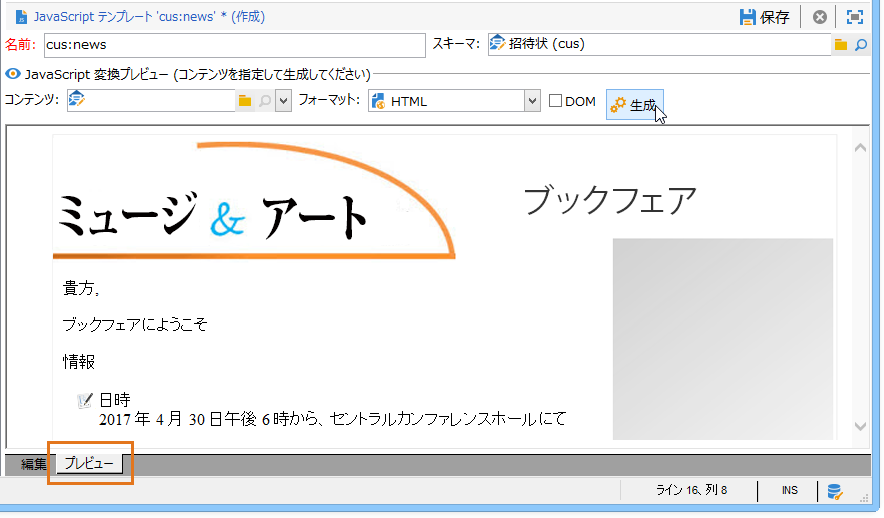 JavaScript テンプレート 'cus:news' * (作成) 保存
名前: cus:news スキーマ: 招待状 (cus)
JavaScript 変換プレビュー (コンテンツを指定して生成してください)
コンテンツ: フォーマット: HTML DOM 生成
ミュージ & アート
ブックフェア
貴方。
ブックフェアにようこそ
情報
日時
2017 年 4 月 30 日午後 6 時から、セントラルカンファレンスホールにて
編集 プレビュー
ライン 16、列 8 INS